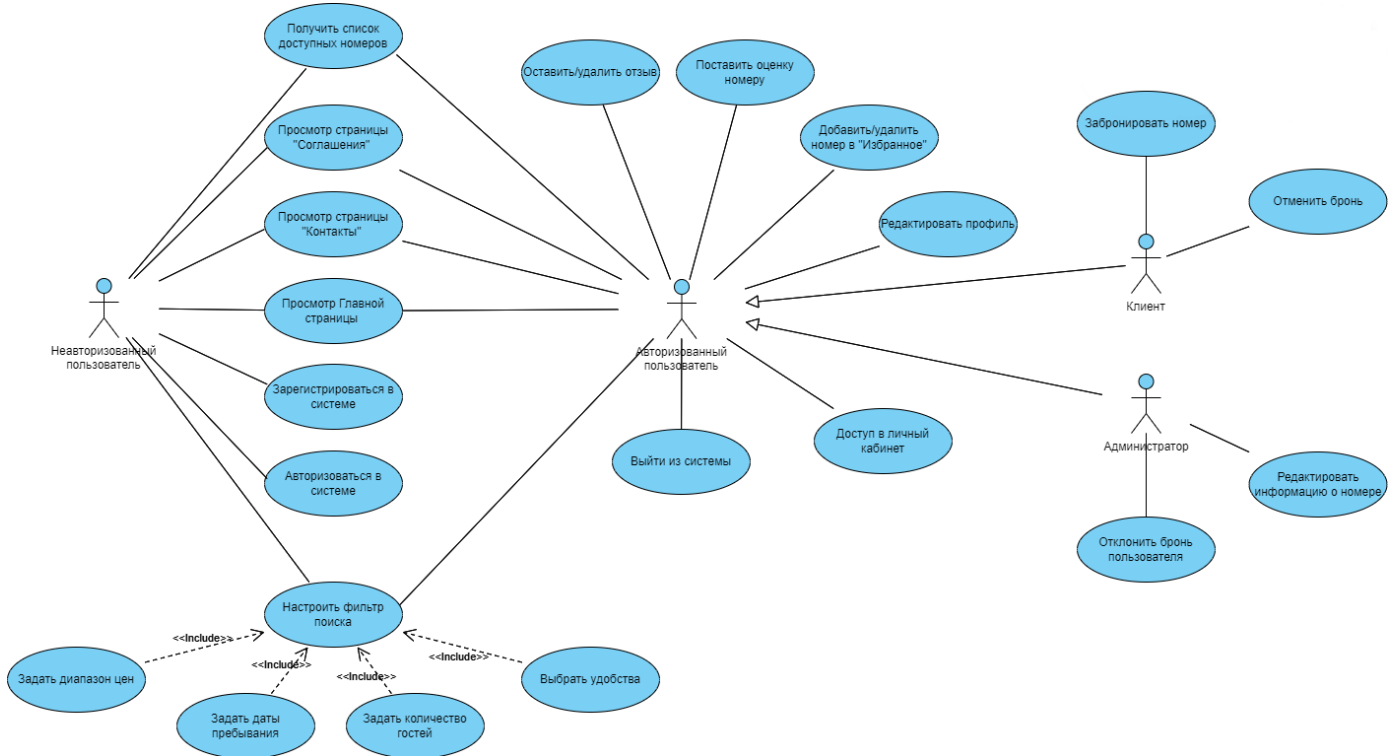 Получить список
доступных номеров
Оставить/удалить отзыв
Поставить оценку
номеру
Забронировать номер
Просмотр страницы
"Соглашения"
Добавить/удалить
номер в "Избранное"
Отменить бронь
Просмотр страницы
"Контакты"
Редактировать профиль
Клиент
Просмотр Главной
страницы
Неавторизованный
пользователь
Авторизованный
пользователь
Зарегистрироваться в
системе
Доступ в личный
кабинет
Администратор
Выйти из системы
Авторизоваться в
системе
Редактировать
информацию о номере
Отклонить бронь
пользователя
Настроить фильтр
поиска
<<Include>>
<<Include>>
<<Include>>
<<Include>>
Задать диапазон цен
Выбрать удобства
Задать даты
пребывания
Задать количество
гостей